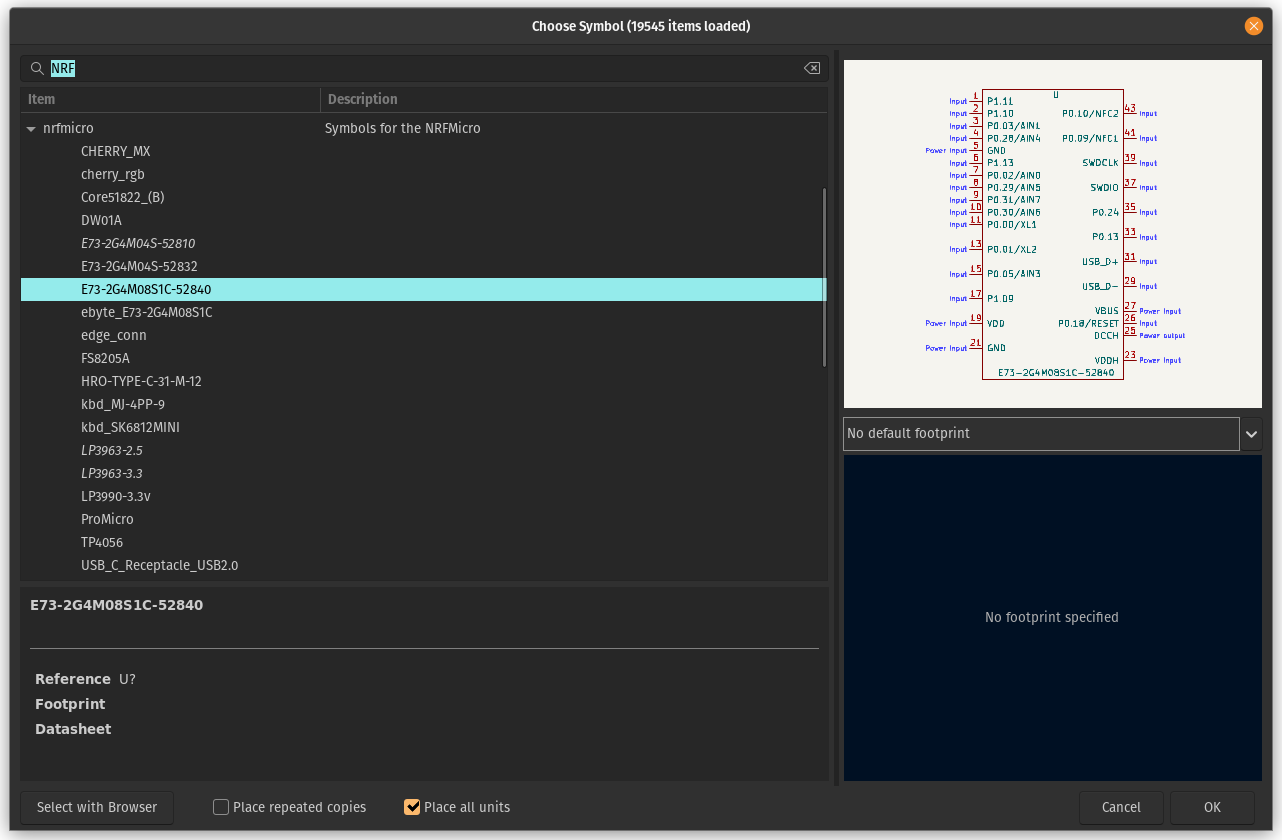 Choose Symbol (19545 items loaded)
NRF
Item Description
nrfmicro Symbols for the NRFMicro
CHERRY_MX
cherry_rgb
Core51822_(B)
DW01A
E73-2G4M04S-52810
E73-2G4M04S-52832
E73-2G4M08S1C-52840
ebyte_E73-2G4M08S1C
edge_conn
FS8205A
HRO-TYPE-C-31-M-12
kbd_MJ-4PP-9
kbd_SK6812MINI
LP3963-2.5
LP3963-3.3
LP3990-3.3v
ProMicro
TP4056
USB_C_Receptacle_USB2.0
E73-2G4M08S1C-52840
Reference U?
Footprint
Datasheet
Select with Browser
Place repeated copies
Place all units
U
Input 1 P1.11
Input 2 P1.10
Input 3 P0.03/AIN1
Input 4 P0.28/AIN4
Power Input 5 GND
Input 6 P1.13
Input 7 P0.02/AIN0
Input 8 P0.29/AIN5
Input 9 P0.31/AIN7
Input 10 P0.30/AIN6
Input 11 P0.00/XL1
Input 13 P0.01/XL2
Input 15 P0.05/AIN3
Input 17 P1.09
Power Input 19 VDD
Power Input 21 GND
P0.10/NFC2 43 Input
P0.09/NFC1 41 Input
SWDCLK 39 Input
SWDIO 37 Input
P0.24 35 Input
P0.13 33 Input
USB_D+ 31 Input
USB_D- 29 Input
VBUS 27 Power Input
P0.18/RESET 26 Input
DCCH 25 Power output
VDDH 23 Power Input
E73-2G4M08S1C-52840
No default footprint
No footprint specified
Cancel
OK